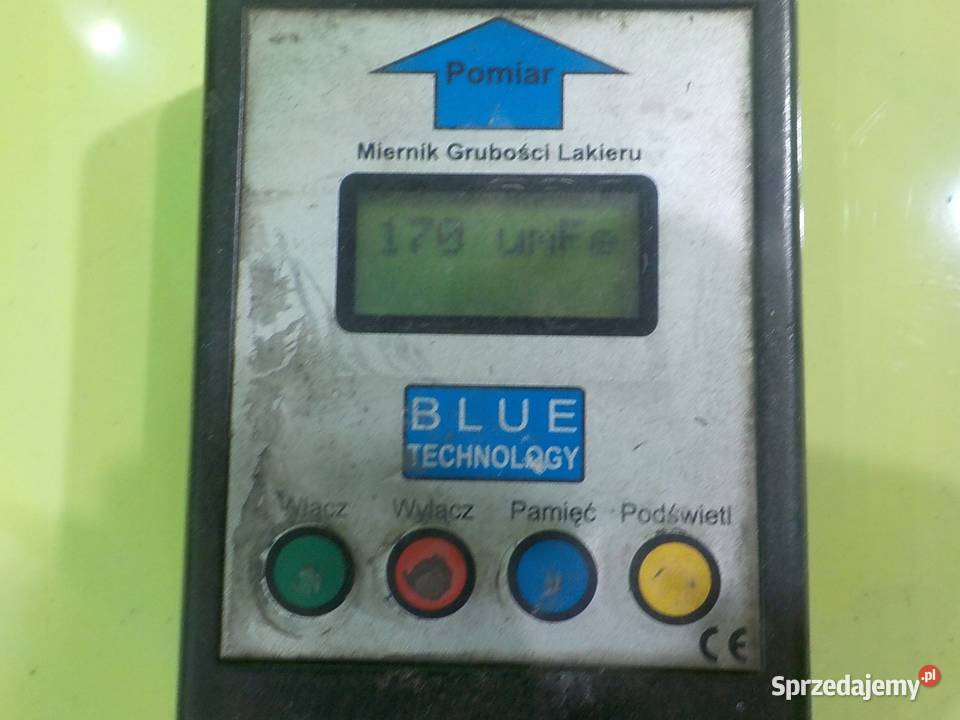 Pomiar
Miernik Grubości Lakieru
170 umFe
BLUE
TECHNOLOGY
Włącz Wyłącz Pamięć Podświetl
CE
Sprzedajemy.pl